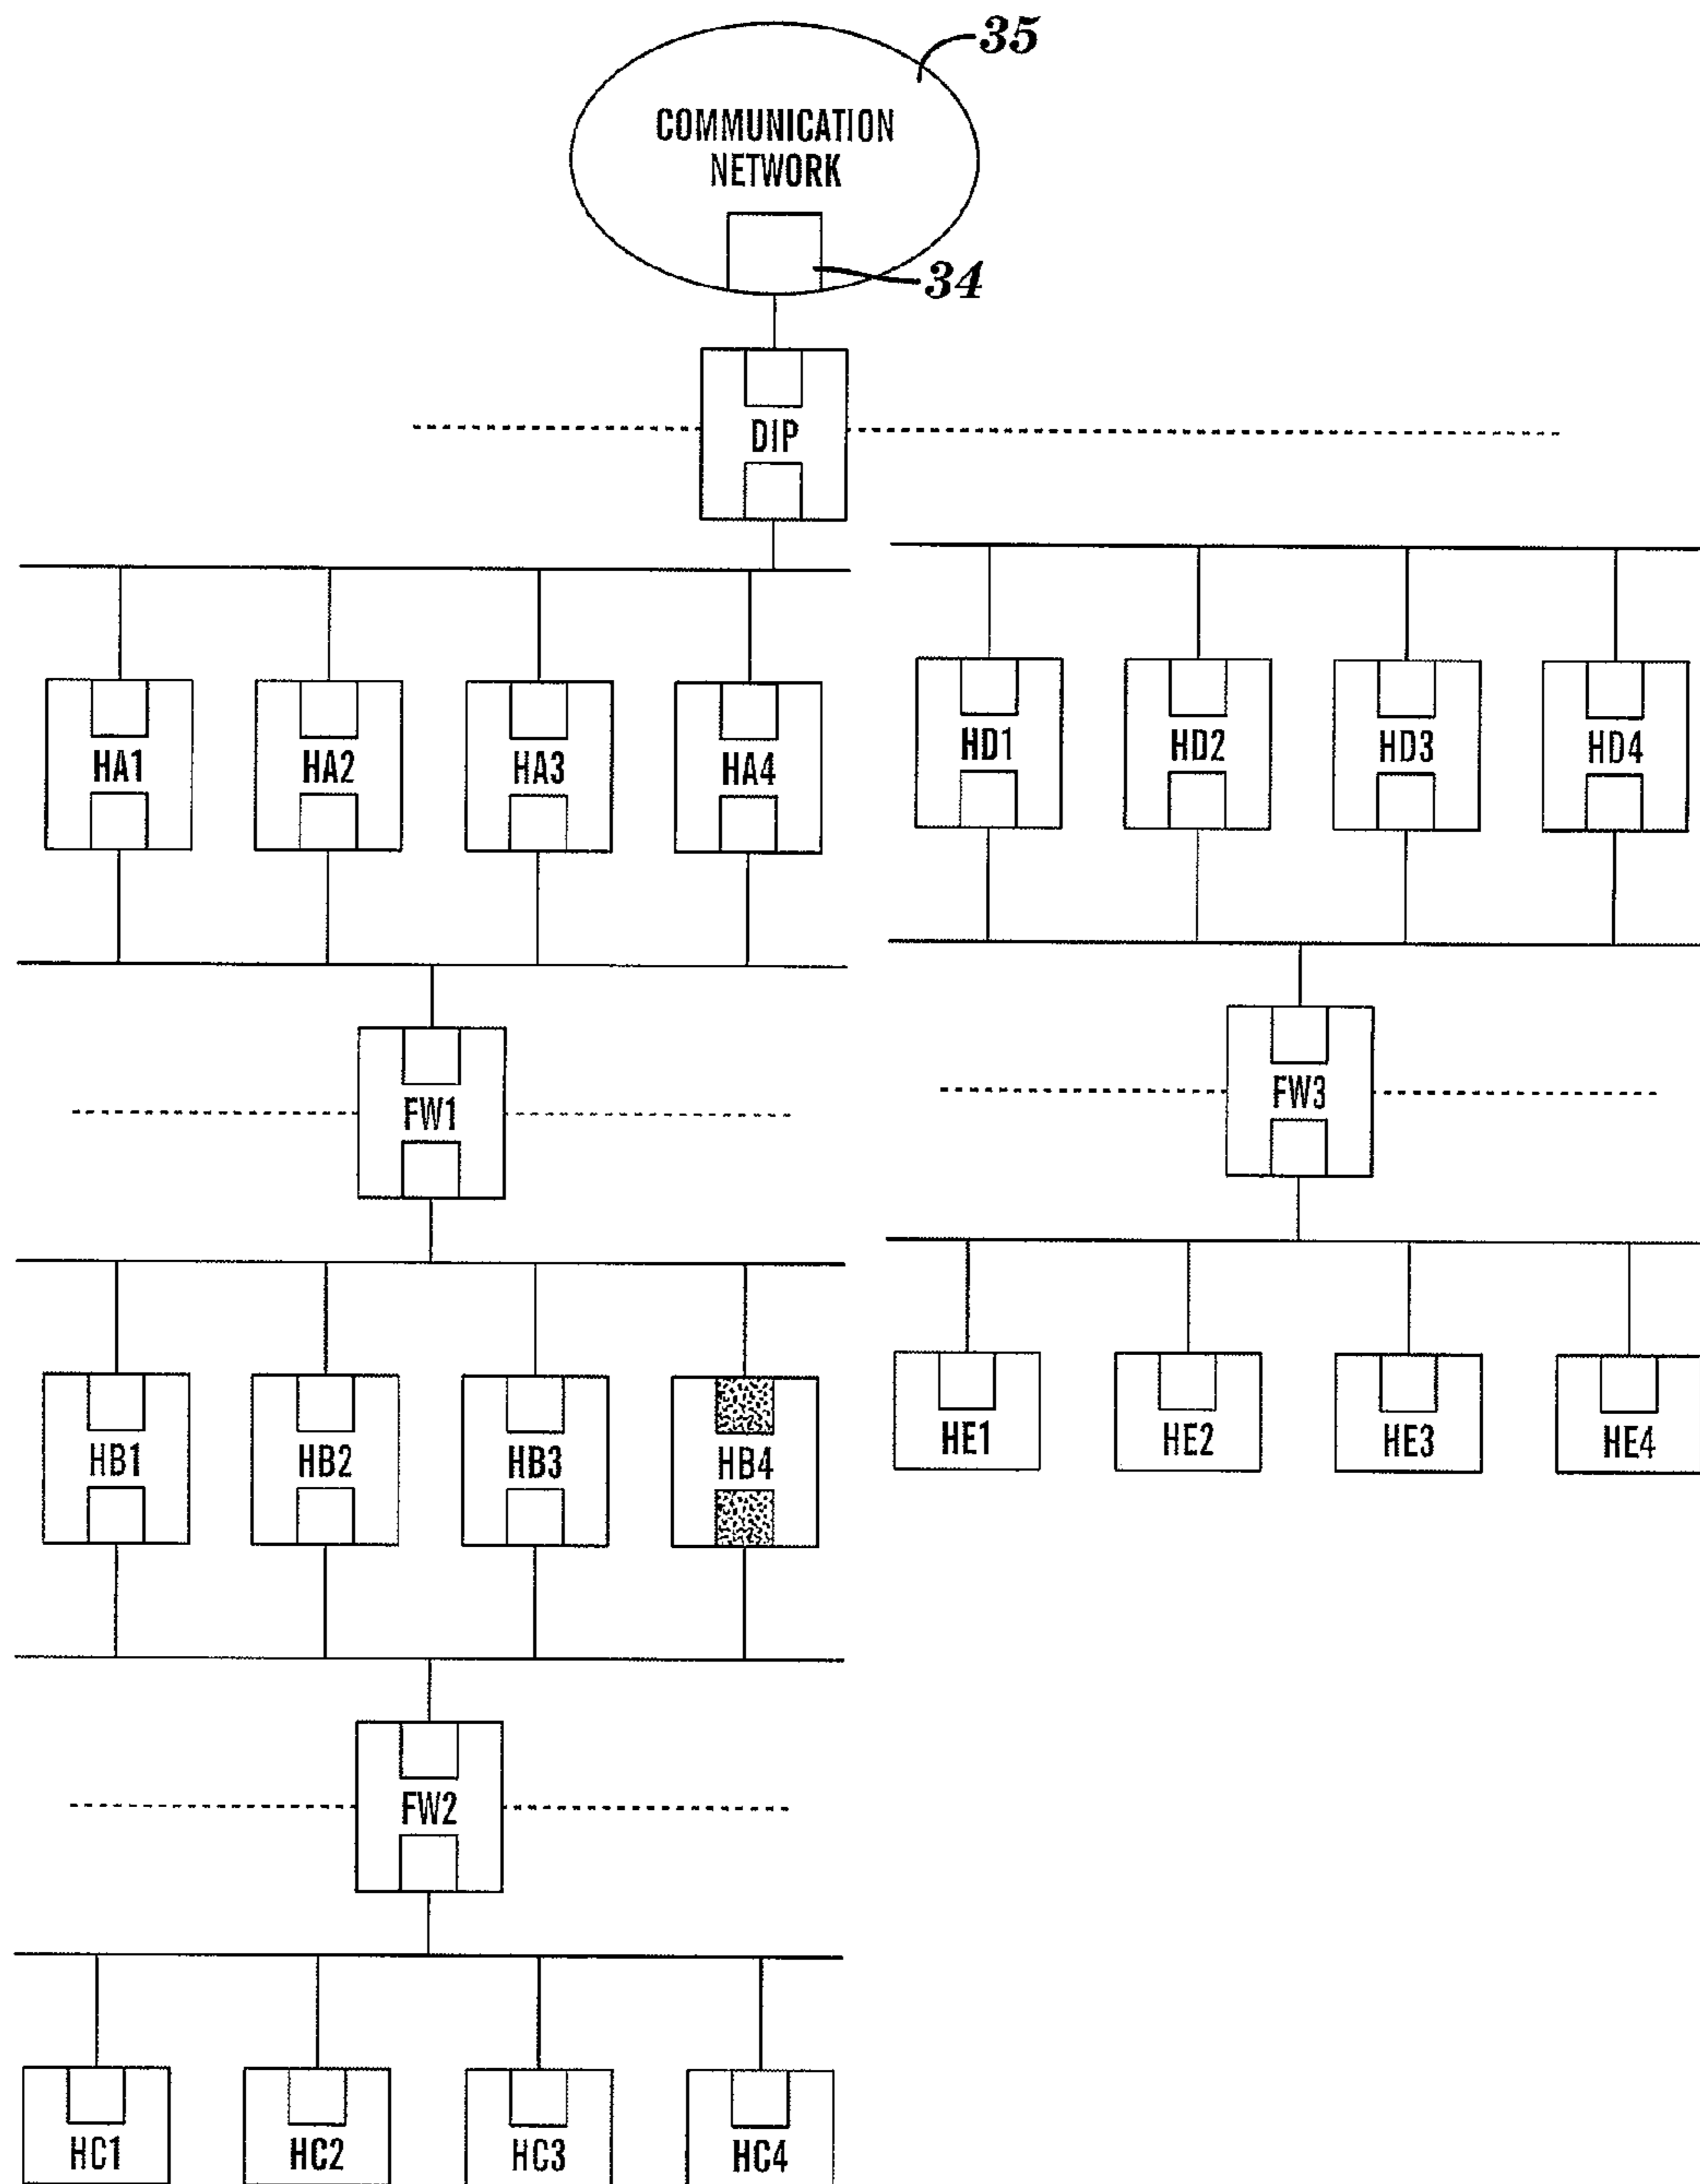 35
COMMUNICATION
NETWORK
34
DIP
HA1 HA2 HA3 HA4
HD1 HD2 HD3 HD4
FW1
FW3
HB1 HB2 HB3 HB4
HE1 HE2 HE3 HE4
FW2
HC1 HC2 HC3 HC4